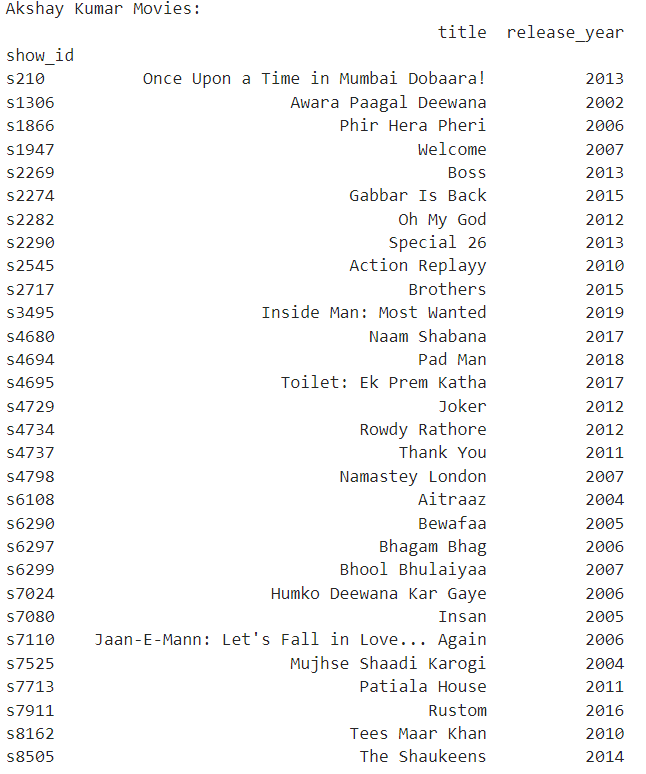 Akshay Kumar Movies:
title release_year
show_id
s210 Once Upon a Time in Mumbai Dobaara! 2013
s1306 Awara Paagal Deewana 2002
s1866 Phir Hera Pheri 2006
s1947 Welcome 2007
s2269 Boss 2013
s2274 Gabbar Is Back 2015
s2282 Oh My God 2012
s2290 Special 26 2013
s2545 Action Replayy 2010
s2717 Brothers 2015
s3495 Inside Man: Most Wanted 2019
s4680 Naam Shabana 2017
s4694 Pad Man 2018
s4695 Toilet: Ek Prem Katha 2017
s4729 Joker 2012
s4734 Rowdy Rathore 2012
s4737 Thank You 2011
s4798 Namastey London 2007
s6108 Aitraaz 2004
s6290 Bewafaa 2005
s6297 Bhagam Bhag 2006
s6299 Bhool Bhulaiyaa 2007
s7024 Humko Deewana Kar Gaye 2006
s7080 Insan 2005
s7110 Jaan-E-Mann: Let's Fall in Love... Again 2006
s7525 Mujhse Shaadi Karogi 2004
s7713 Patiala House 2011
s7911 Rustom 2016
s8162 Tees Maar Khan 2010
s8505 The Shaukeens 2014